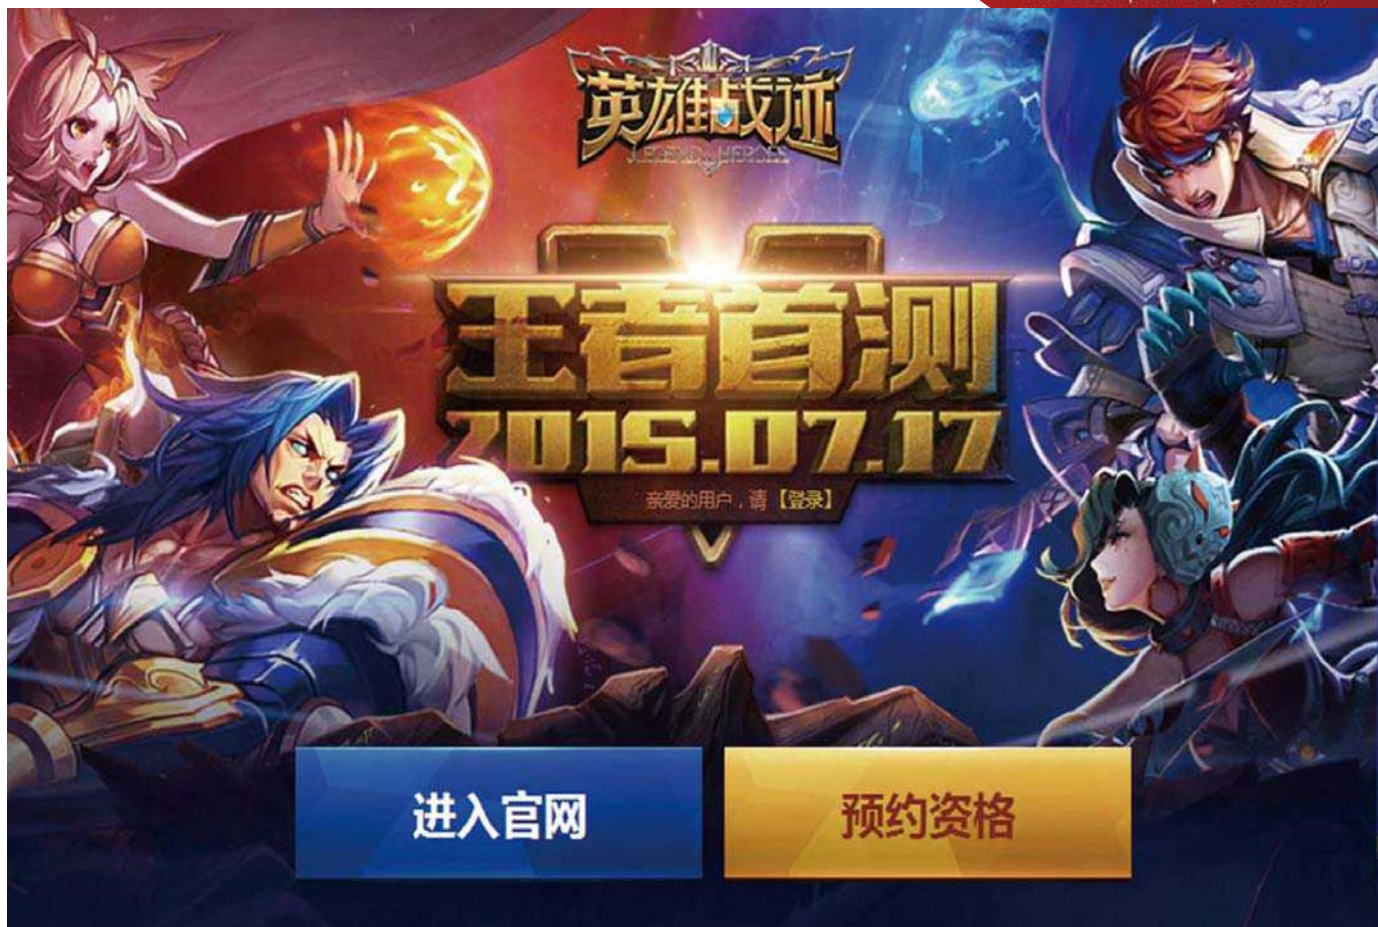 英雄战迹
LEGEND OF HEROES
王者首测
2015.07.17
亲爱的用户，请【登录】
进入官网
预约资格